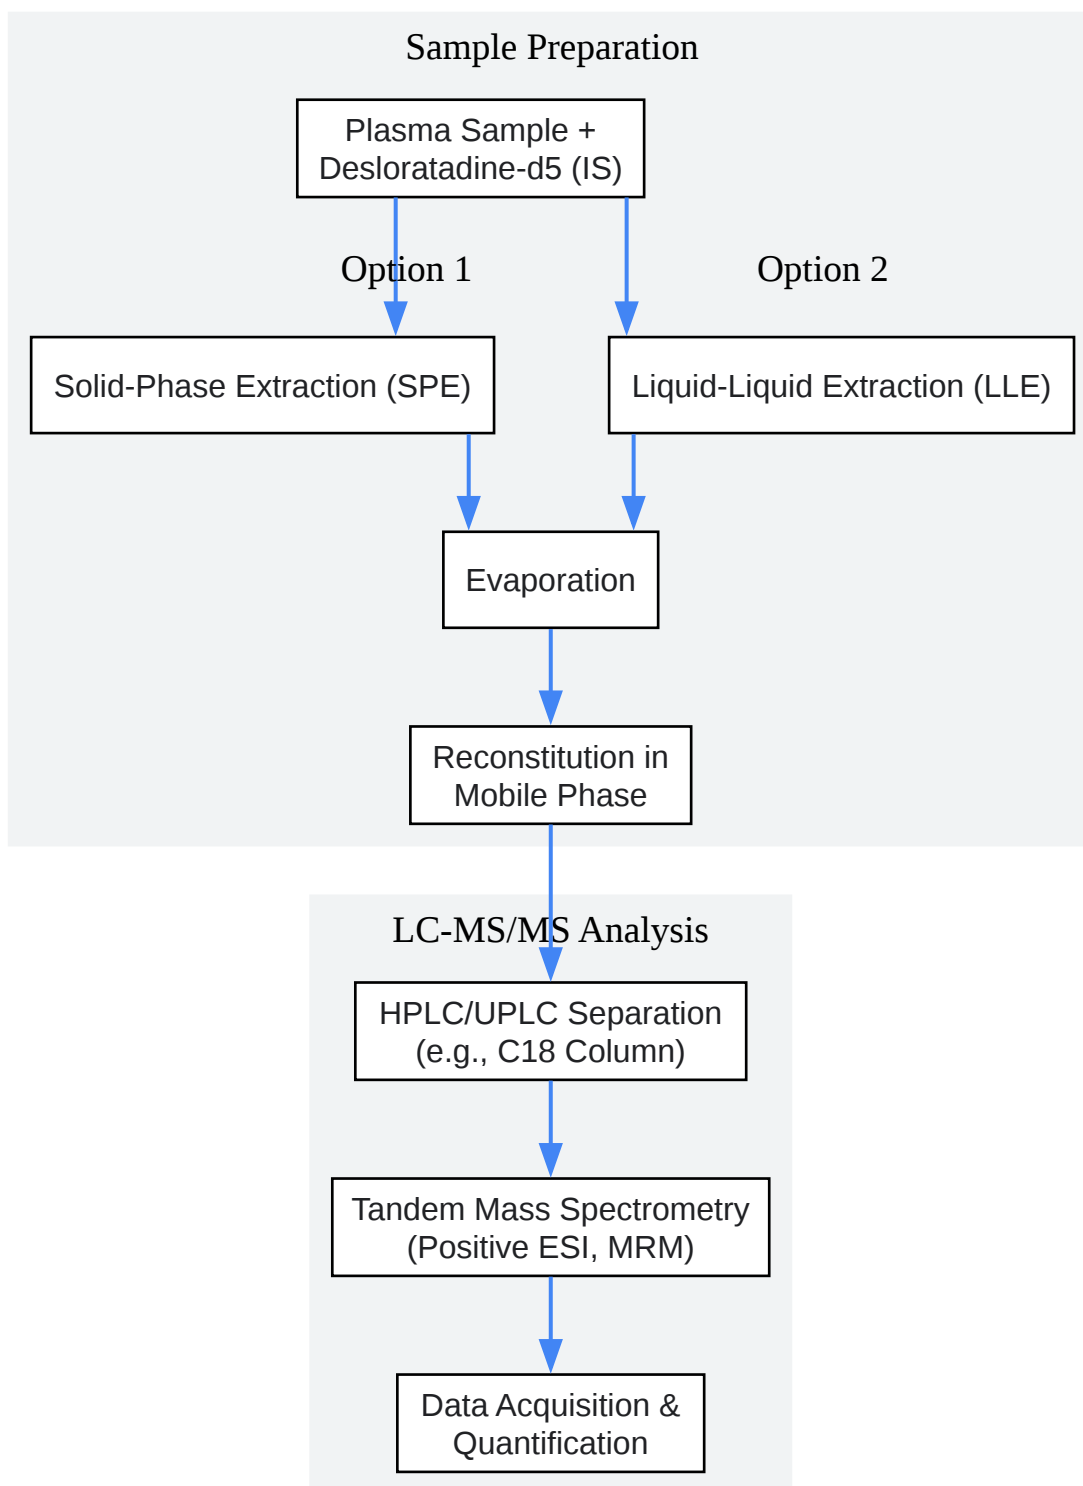 Sample Preparation
Plasma Sample +
Desloratadine-d5 (IS)
Option 1
Option 2
Solid-Phase Extraction (SPE)
Liquid-Liquid Extraction (LLE)
Evaporation
Reconstitution in
Mobile Phase
LC-MS/MS Analysis
HPLC/UPLC Separation
(e.g., C18 Column)
Tandem Mass Spectrometry
(Positive ESI, MRM)
Data Acquisition &
Quantification